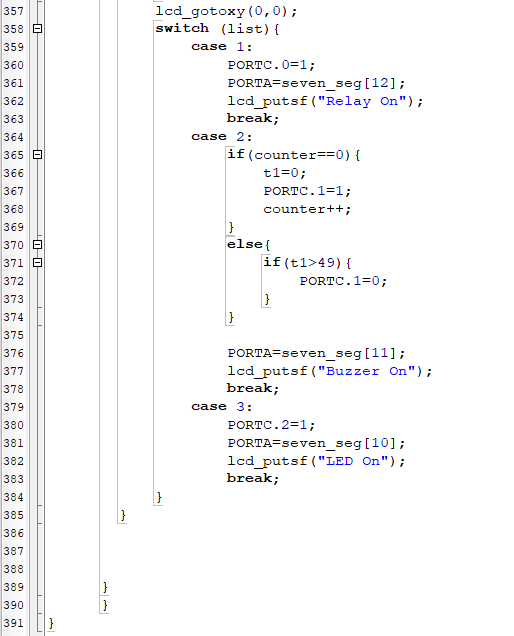 357 lcd_gotoxy(0,0);
358 switch (list){
359 case 1:
360 PORTC.0=1;
361 PORTA=seven_seg[12];
362 lcd_putsf("Relay On");
363 break;
364 case 2:
365 if(counter==0){
366 t1=0;
367 PORTC.1=1;
368 counter++;
369 }
370 else{
371 if(t1>49){
372 PORTC.1=0;
373 }
374 }
375
376 PORTA=seven_seg[11];
377 lcd_putsf("Buzzer On");
378 break;
379 case 3:
380 PORTC.2=1;
381 PORTA=seven_seg[10];
382 lcd_putsf("LED On");
383 break;
384 }
385 }
386
387
388
389 }
390 }
391 }